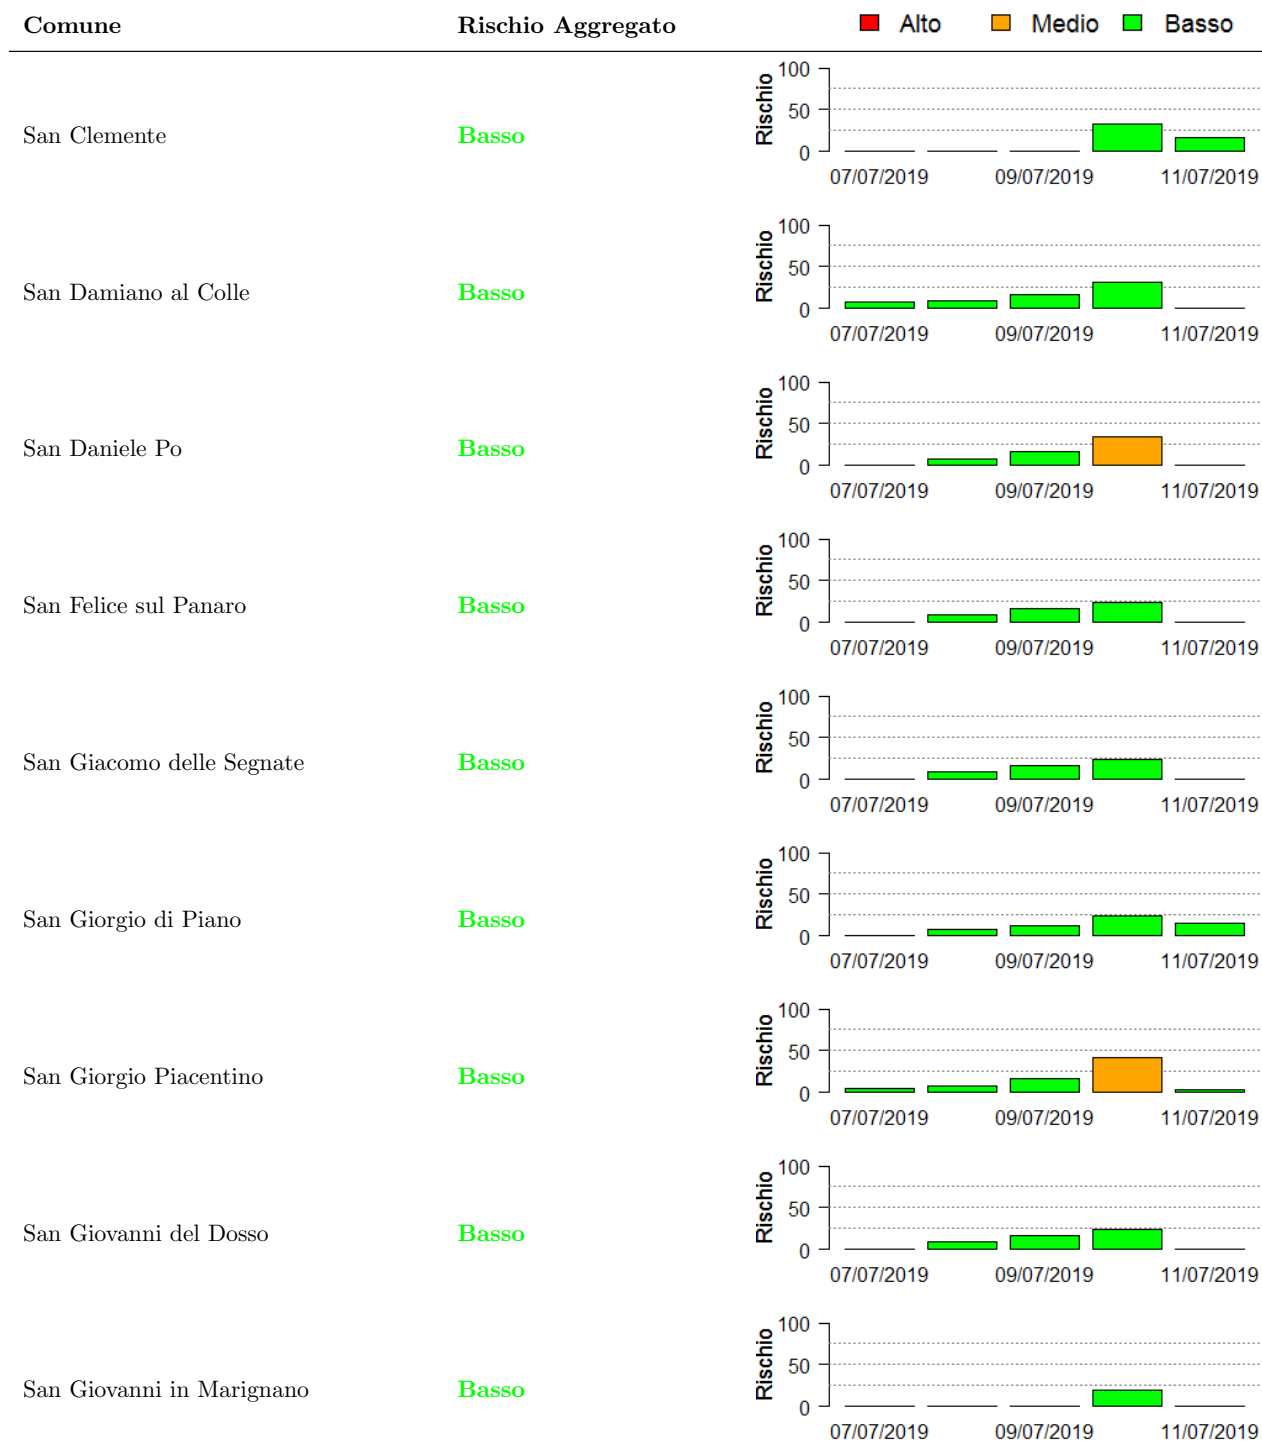 Comune Rischio Aggregato Alto Medio Basso
San Clemente Basso
Rischio
100
50
0
07/07/2019 09/07/2019 11/07/2019
San Damiano al Colle Basso
Rischio
100
50
0
07/07/2019 09/07/2019 11/07/2019
San Daniele Po Basso
Rischio
100
50
0
07/07/2019 09/07/2019 11/07/2019
San Felice sul Panaro Basso
Rischio
100
50
0
07/07/2019 09/07/2019 11/07/2019
San Giacomo delle Segnate Basso
Rischio
100
50
0
07/07/2019 09/07/2019 11/07/2019
San Giorgio di Piano Basso
Rischio
100
50
0
07/07/2019 09/07/2019 11/07/2019
San Giorgio Piacentino Basso
Rischio
100
50
0
07/07/2019 09/07/2019 11/07/2019
San Giovanni del Dosso Basso
Rischio
100
50
0
07/07/2019 09/07/2019 11/07/2019
San Giovanni in Marignano Basso
Rischio
100
50
0
07/07/2019 09/07/2019 11/07/2019